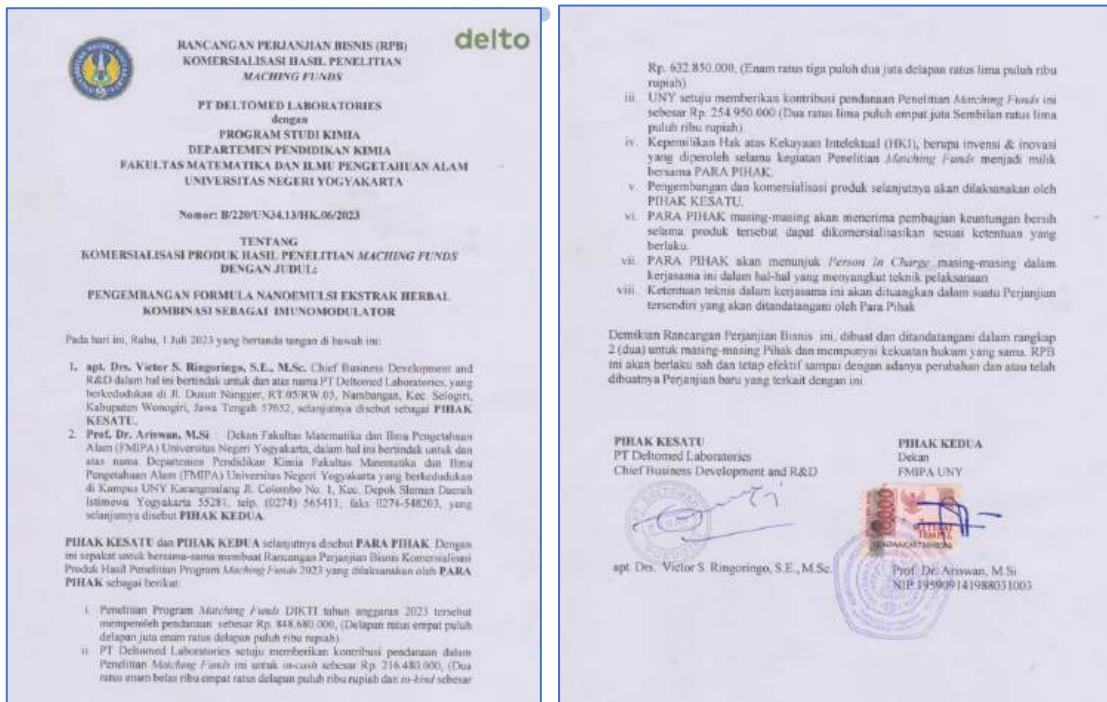 delto
RANCANGAN PERJANJIAN BISNIS (RPB)
KOMERSIALISASI HASIL PENELITIAN
MACHING FUNDS
PT DELTOMED LABORATORIES
dengan
PROGRAM STUDI KIMIA
DEPARTEMEN PENDIDIKAN KIMIA
FAKULTAS MATEMATIKA DAN ILMU PENGETAHUAN ALAM
UNIVERSITAS NEGERI YOGYAKARTA
Nomor: B/220/UN34.13/HK.06/2023
TENTANG
KOMERSIALISASI PRODUK HASIL PENELITIAN MACHING FUNDS
DENGAN JUDUL:
PENGEMBANGAN FORMULA NANOEMULSI EKSTRAK HERBAL
KOMBINASI SEBAGAI IMUNOMODULATOR
Pada hari ini, Rabu, 1 Juli 2023 yang bertanda tangan di bawah ini:
1. apt. Drs. Victor S. Ringoringo, S.E., M.Sc. Chief Business Development and
R&D dalam hal ini bertindak untuk dan atas nama PT Deltomed Laboratories, yang
berkedudukan di Jl. Dusun Nangger, RT.05/RW.03, Nambangan, Kec. Selogiri,
Kabupaten Wonogiri, Jawa Tengah 57652, selanjutnya disebut sebagai PIHAK
KESATU.
2. Prof. Dr. Ariswan, M.Si : Dekan Fakultas Matematika dan Ilmu Pengetahuan
Alam (FMIPA) Universitas Negeri Yogyakarta, dalam hal ini bertindak untuk dan
atas nama Departemen Pendidikan Kimia Fakultas Matematika dan Ilmu
Pengetahuan Alam (FMIPA) Universitas Negeri Yogyakarta yang berkedudukan
di Kampus UNY Karangmalang Jl. Colombo No. 1, Kec. Depok Sleman Daerah
Istimewa Yogyakarta 55281, telp. (0274) 565411, faks 0274-548203, yang
selanjutnya disebut PIHAK KEDUA.
PIHAK KESATU dan PIHAK KEDUA selanjutnya disebut PARA PIHAK. Dengan
ini sepakat untuk bersama-sama membuat Rancangan Perjanjian Bisnis Komersialisasi
Produk Hasil Penelitian Program Maching Funds 2023 yang dilaksanakan oleh PARA
PIHAK sebagai berikut:
i. Penelitian Program Matching Funds DIKTI tahun anggaran 2023 tersebut
memperoleh pendanaan sebesar Rp. 848.680.000, (Delapan ratus empat puluh
delapan juta enam ratus delapan puluh ribu rupiah).
ii. PT Deltomed Laboratories setuju memberikan kontribusi pendanaan dalam
Penelitian Matching Funds ini untuk in-cash sebesar Rp. 216.480.000, (Dua
ratus enam belas ribu empat ratus delapan puluh ribu rupiah dan in-kind sebesar
Rp. 632.850.000, (Enam ratus tiga puluh dua juta delapan ratus lima puluh ribu
rupiah).
iii. UNY setuju memberikan kontribusi pendanaan Penelitian Matching Funds ini
sebesar Rp. 254.950.000 (Dua ratus lima puluh empat juta Sembilan ratus lima
puluh ribu rupiah)
iv. Kepemilikan Hak atas Kekayaan Intelektual (HKI), berupa invensi & inovasi
yang diperoleh selama kegiatan Penelitian Matching Funds menjadi milik
bersama PARA PIHAK.
v. Pengembangan dan komersialisasi produk selanjutnya akan dilaksanakan oleh
PIHAK KESATU.
vi. PARA PIHAK masing-masing akan menerima pembagian keuntungan bersih
selama produk tersebut dapat dikomersialisasikan sesuai ketentuan yang
berlaku.
vii. PARA PIHAK akan menunjuk Person In Charge masing-masing dalam
kerjasama ini dalam hal-hal yang menyangkut teknik pelaksanaan
viii. Ketentuan teknis dalam kerjasama ini akan dituangkan dalam suatu Perjanjian
tersendiri yang akan ditandatangani oleh Para Pihak
Demikian Rancangan Perjanjian Bisnis ini, dibuat dan ditandatangani dalam rangkap
2 (dua) untuk masing-masing Pihak dan mempunyai kekuatan hukum yang sama. RPB
ini akan berlaku sah dan tetap efektif sampai dengan adanya perubahan dan atau telah
dibuatnya Perjanjian baru yang terkait dengan ini.
PIHAK KESATU
PT Deltomed Laboratories
Chief Business Development and R&D
apt. Drs. Victor S. Ringoringo, S.E., M.Sc.
PIHAK KEDUA
Dekan
FMIPA UNY
10000
METERAI
TEMPEL
Prof. Dr. Ariswan, M.Si
NIP 195909141988031003